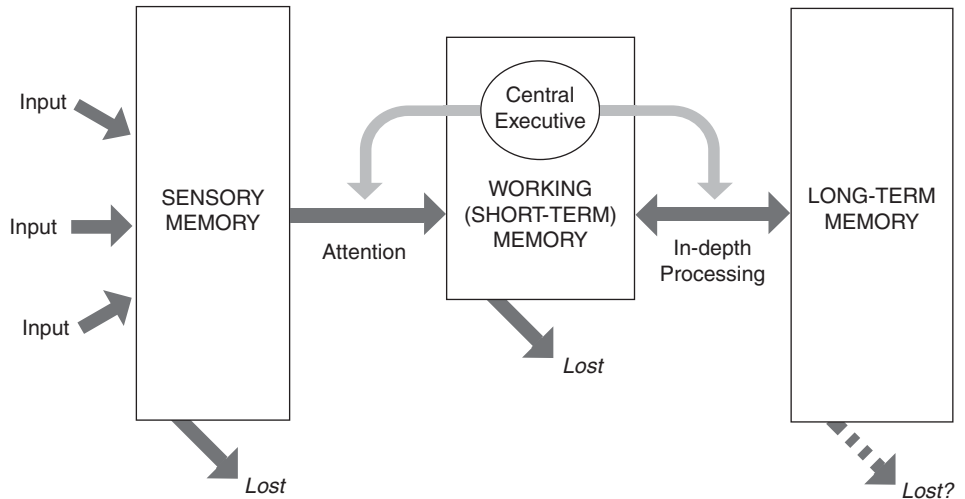 Input
Input
Input
SENSORY
MEMORY
Lost
Attention
Central
Executive
WORKING
(SHORT-TERM)
MEMORY
Lost
In-depth
Processing
LONG-TERM
MEMORY
Lost?